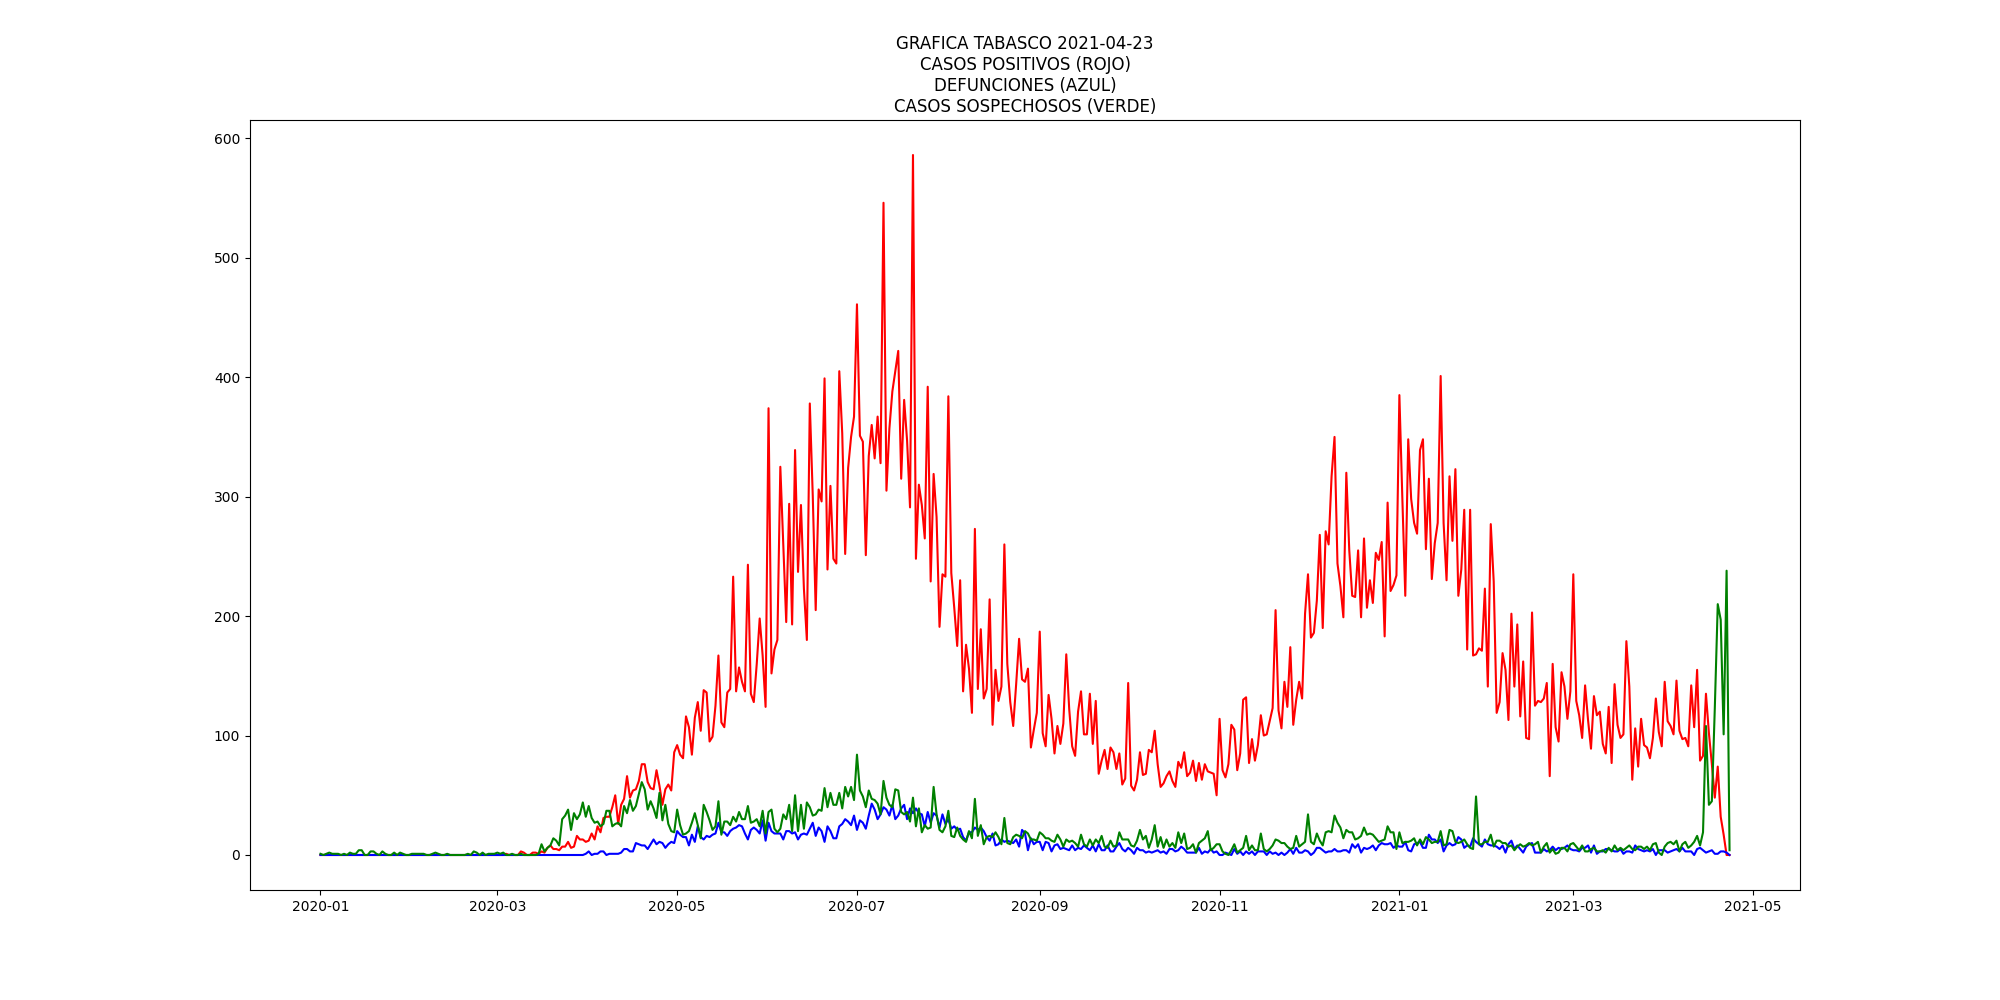 GRAFICA TABASCO 2021-04-23
CASOS POSITIVOS (ROJO)
DEFUNCIONES (AZUL)
CASOS SOSPECHOSOS (VERDE)
600
500
400
300
200
100
0
2020-01 2020-03 2020-05 2020-07 2020-09 2020-11 2021-01 2021-03 2021-05